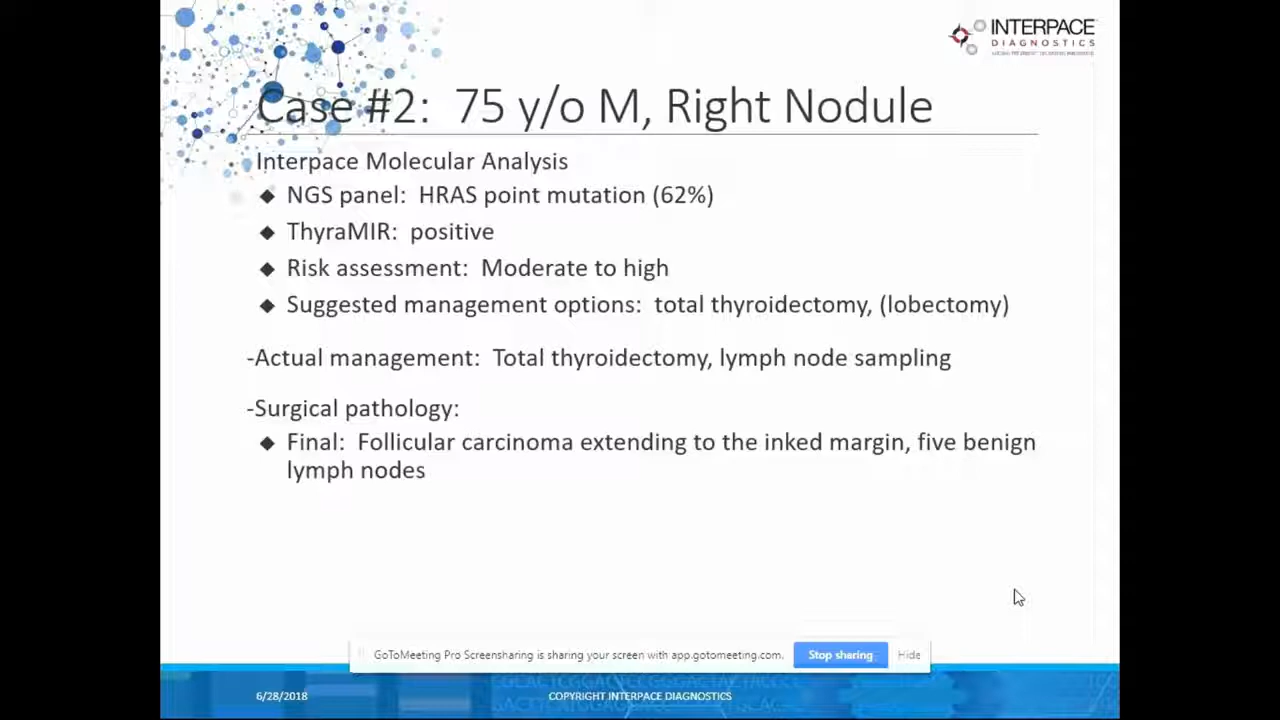 INTERPACE
DIAGNOSTICS
Case #2: 75 y/o M, Right Nodule
Interpace Molecular Analysis
◆ NGS panel: HRAS point mutation (62%)
◆ ThyraMIR: positive
◆ Risk assessment: Moderate to high
◆ Suggested management options: total thyroidectomy, (lobectomy)
-Actual management: Total thyroidectomy, lymph node sampling
-Surgical pathology:
◆ Final: Follicular carcinoma extending to the inked margin, five benign
lymph nodes
GoToMeeting Pro Screensharing is sharing your screen with app.gotomeeting.com.
Stop sharing
Hide
6/28/2018
COPYRIGHT INTERPACE DIAGNOSTICS